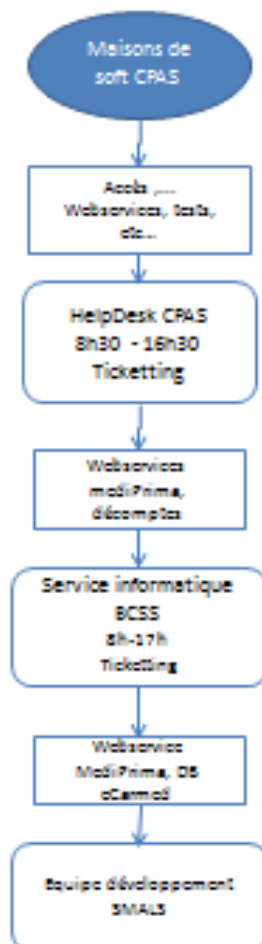 Maisons de
soft CPAS
Accès ,...
Webservices, tests,
etc...
HelpDesk CPAS
8h30 - 16h30
Ticketting
Webservices
mediPrima,
décomptes
Service informatique
BCSS
8h-17h
Ticketting
Webservice
MediPrima, DB
eCarmed
Equipe développement
SMALS